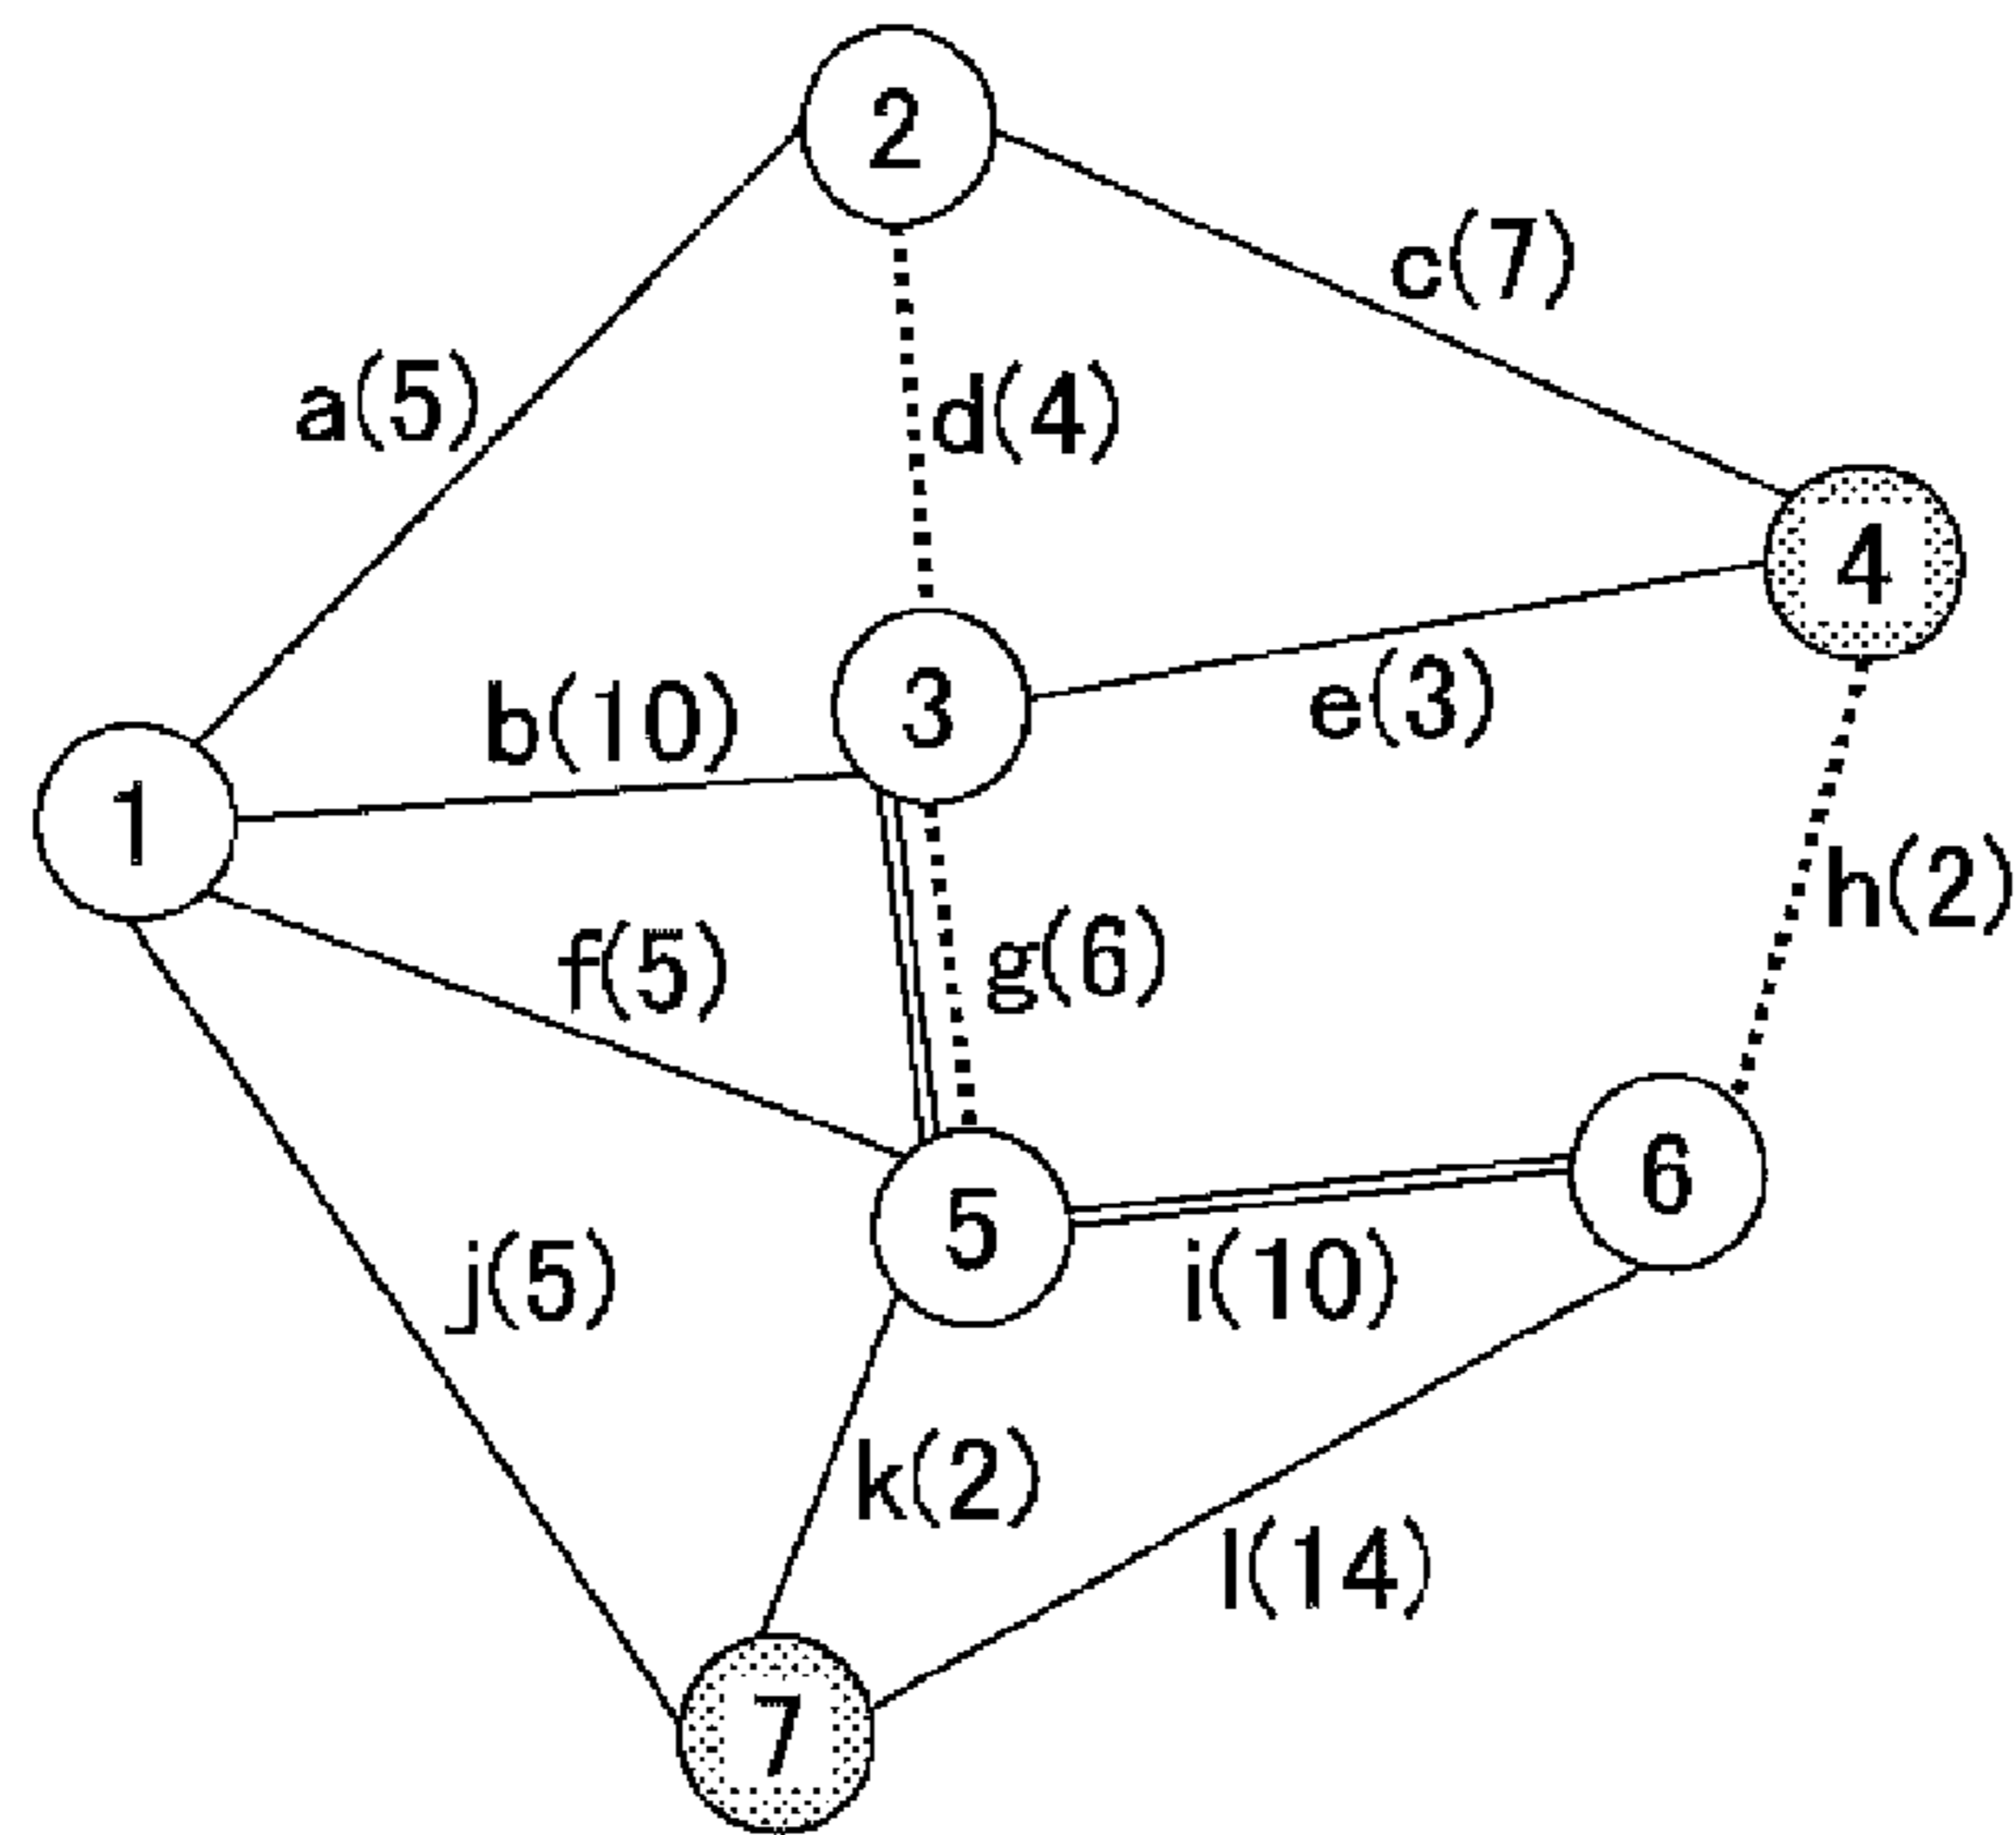 2
c(7)
a(5)
d(4)
4
b(10)
3
e(3)
1
h(2)
f(5)
g(6)
6
5
j(5)
i(10)
k(2)
l(14)
7